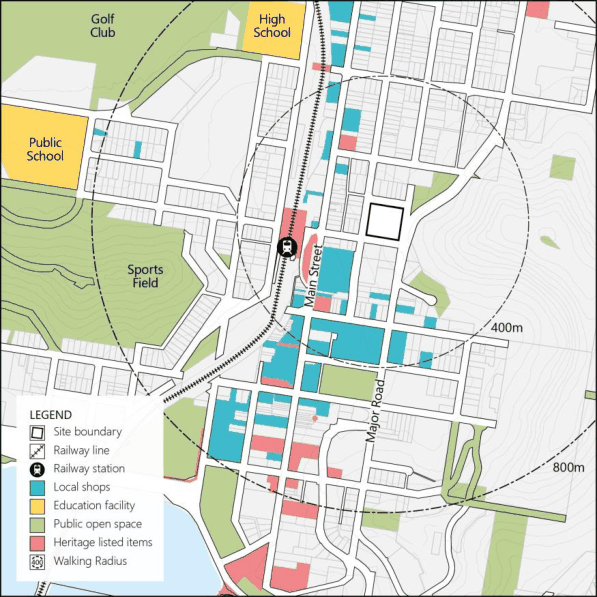 Golf
Club
High
School
Public
School
Sports
Field
Main Street
400m
Major Road
800m
LEGEND
Site boundary
Railway line
Railway station
Local shops
Education facility
Public open space
Heritage listed items
400
Walking Radius